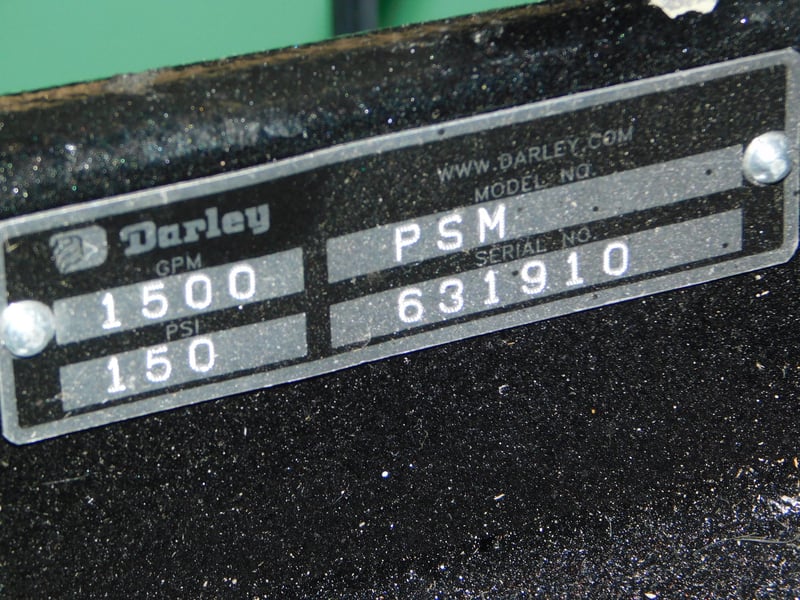 Darley
GPM
1500
PSI
150
WWW.DARLEY.COM
MODEL NO.
PSM
SERIAL NO.
631910